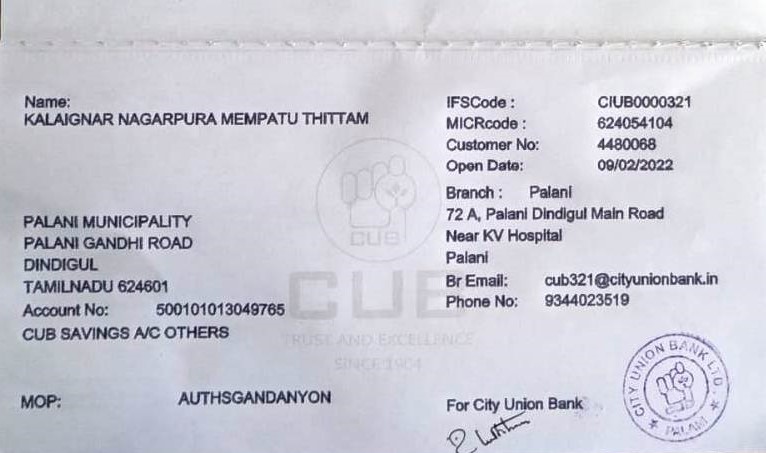 Name:
KALAIGNAR NAGARPURA MEMPATU THITTAM
PALANI MUNICIPALITY
PALANI GANDHI ROAD
DINDIGUL
TAMILNADU 624601
Account No: 500101013049765
CUB SAVINGS A/C OTHERS
MOP: AUTHSGANDANYON
IFSCode : CIUB0000321
MICRcode : 624054104
Customer No: 4480068
Open Date: 09/02/2022
Branch : Palani
72 A, Palani Dindigul Main Road
Near KV Hospital
Palani
Br Email: cub321@cityunionbank.in
Phone No: 9344023519
For City Union Bank
CUB
CUB
TRUST AND EXCELLENCE
SINCE 1904
CITY UNION BANK LTD.
PALANI